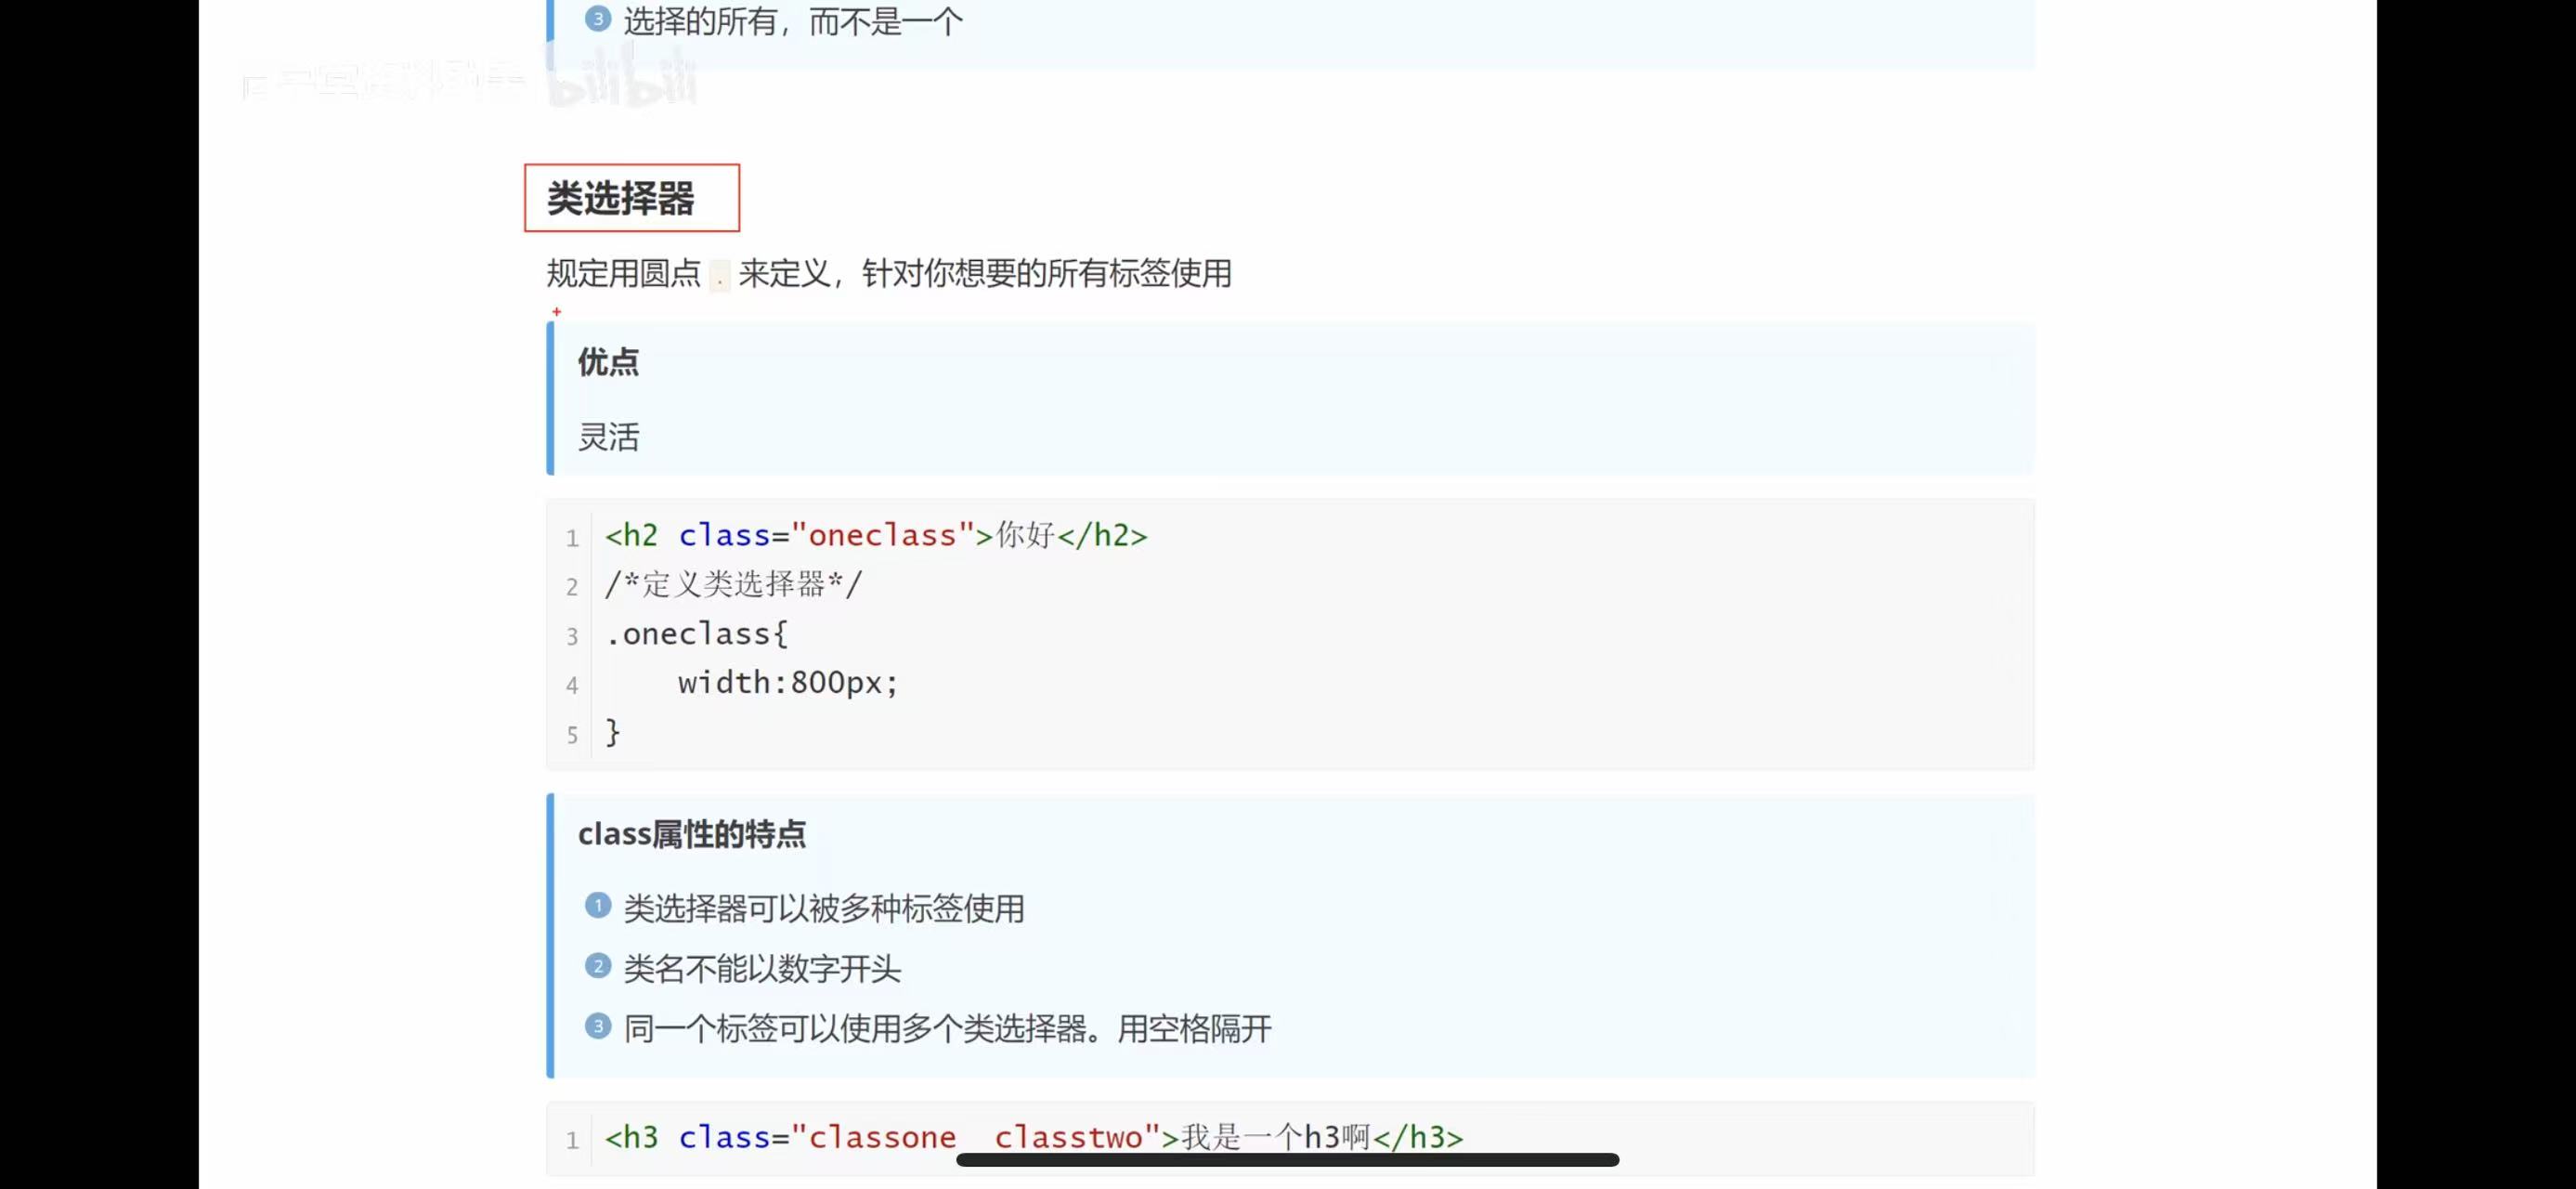 3 选择的所有，而不是一个
bilibili
类选择器
规定用圆点 . 来定义，针对你想要的所有标签使用
优点
灵活
1 <h2 class="oneclass">你好</h2>
2 /*定义类选择器*/
3 .oneclass{
4     width:800px;
5 }
class属性的特点
1 类选择器可以被多种标签使用
2 类名不能以数字开头
3 同一个标签可以使用多个类选择器。用空格隔开
1 <h3 class="classone  classtwo">我是一个h3啊</h3>